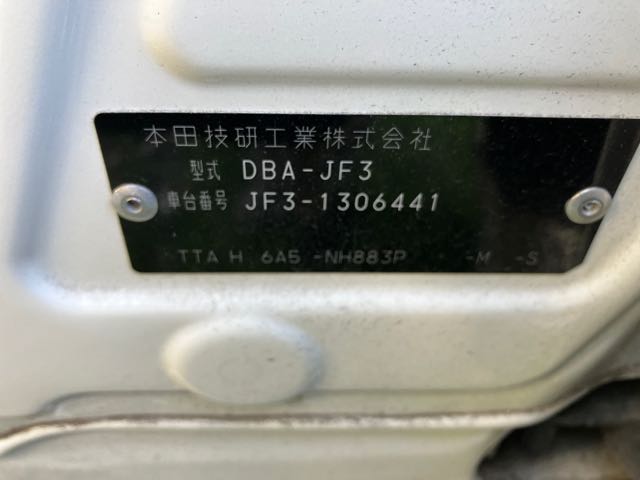 本田技研工業株式会社
型式 DBA-JF3
車台番号 JF3-1306441
TTA H 6A5 -NH883P -M -S